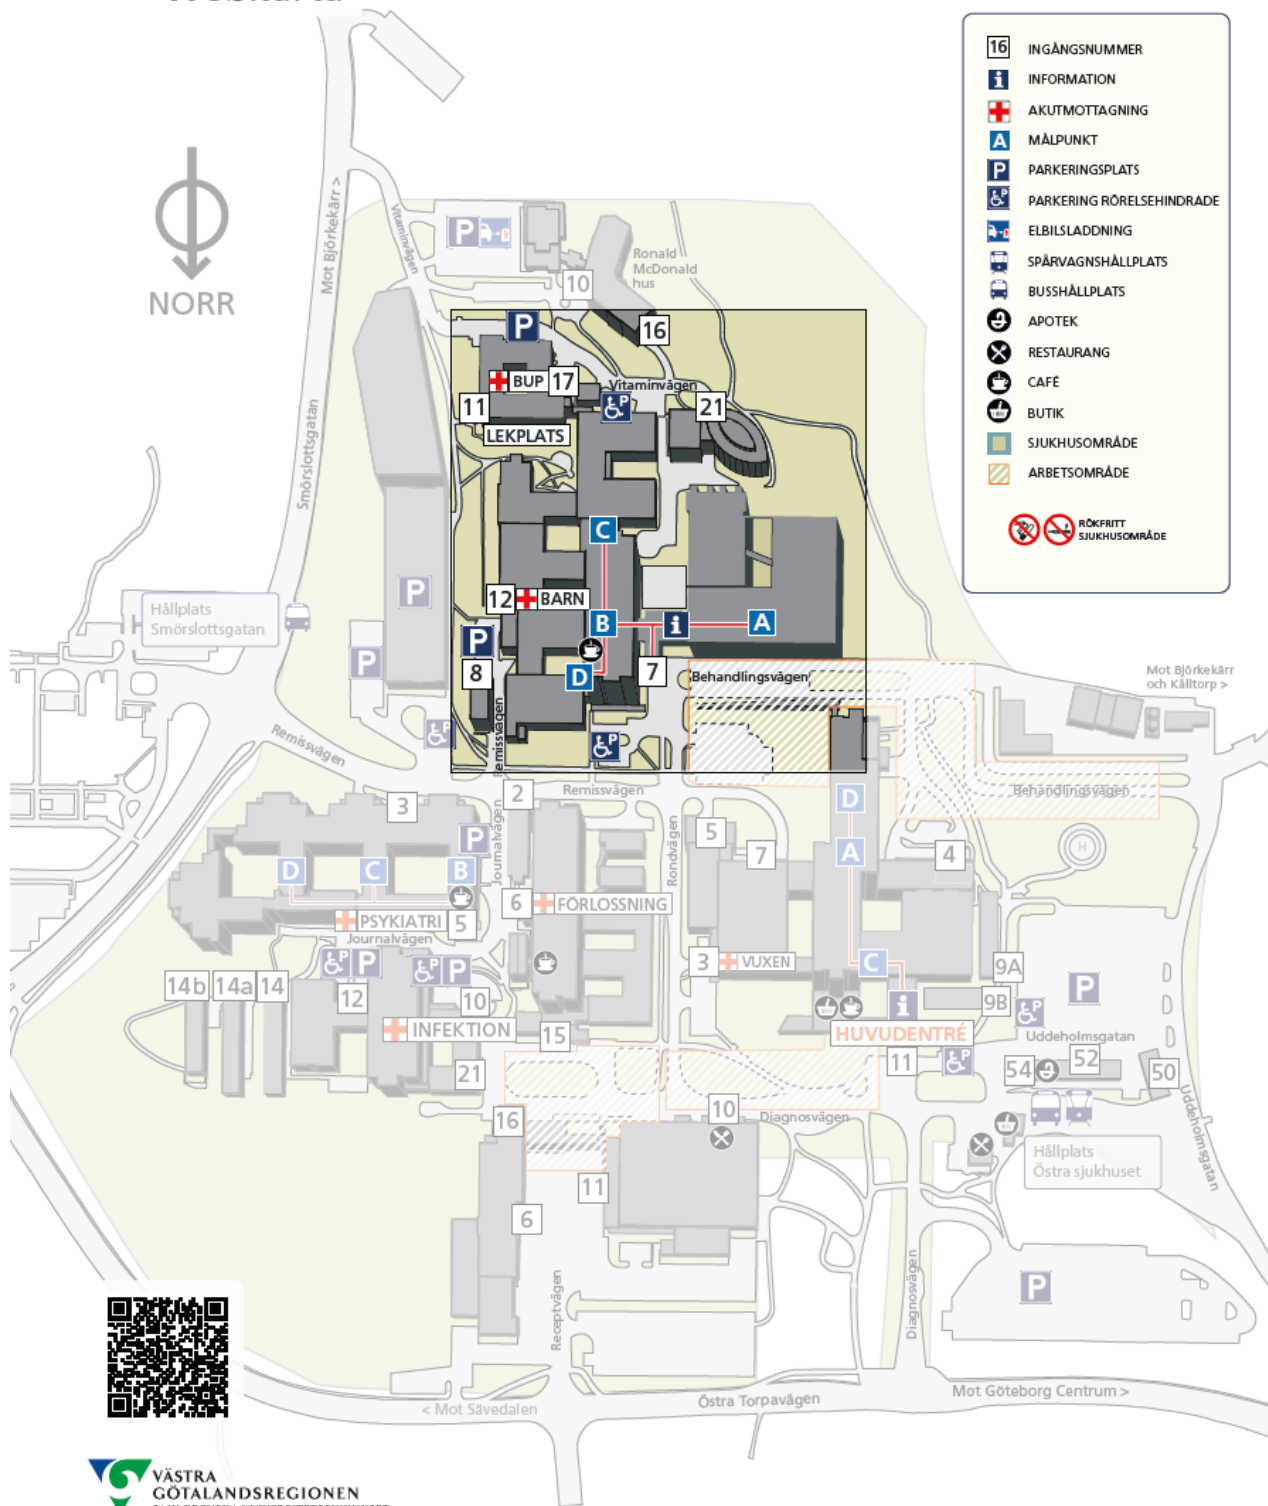 16 INGÅNGSNUMMER
i INFORMATION
AKUTMOTTAGNING
A MÅLPUNKT
P PARKERINGSPLATS
P PARKERING RÖRELSEHINDRADE
ELBILSLADDNING
SPÅRVAGNSHÅLLPLATS
BUSSHÅLLPLATS
APOTEK
RESTAURANG
CAFÉ
BUTIK
SJUKHUSOMRÅDE
ARBETSOMRÅDE
RÖKFRITT
SJUKHUSOMRÅDE
NORR
Mot Björkekärr >
Vitaminvägen
P
Ronald
McDonald
hus
10
16
P
BUP 17
11
Vitaminvägen
P
21
LEKPLATS
Smörslottsgatan
C
P
12 BARN
B i A
Hållplats
Smörslottsgatan
P
P
8
D
7
Behandlingsvägen
Mot Björkekärr
och Kålltorp >
Remissvägen
P
Remissvägen
P
Remissvägen
Behandlingsvägen
3
2
D
P
Journalvägen
5
Rondvägen
7
A
4
H
D C B
6 FÖRLOSSNING
PSYKIATRI 5
Journalvägen
3 VUXEN
C
9A
P P
P P
14b 14a 14
12
10
i
9B
P
P
INFEKTION
15
HUVUDENTRÉ
Uddeholmsgatan
11
P
54 52 50
21
16
10
Diagnosvägen
Uddeholmsgatan
Hållplats
Östra sjukhuset
11
6
P
Receptvägen
Diagnosvägen
< Mot Sävedalen
Östra Torpavägen
Mot Göteborg Centrum >
VÄSTRA
GÖTALANDSREGIONEN